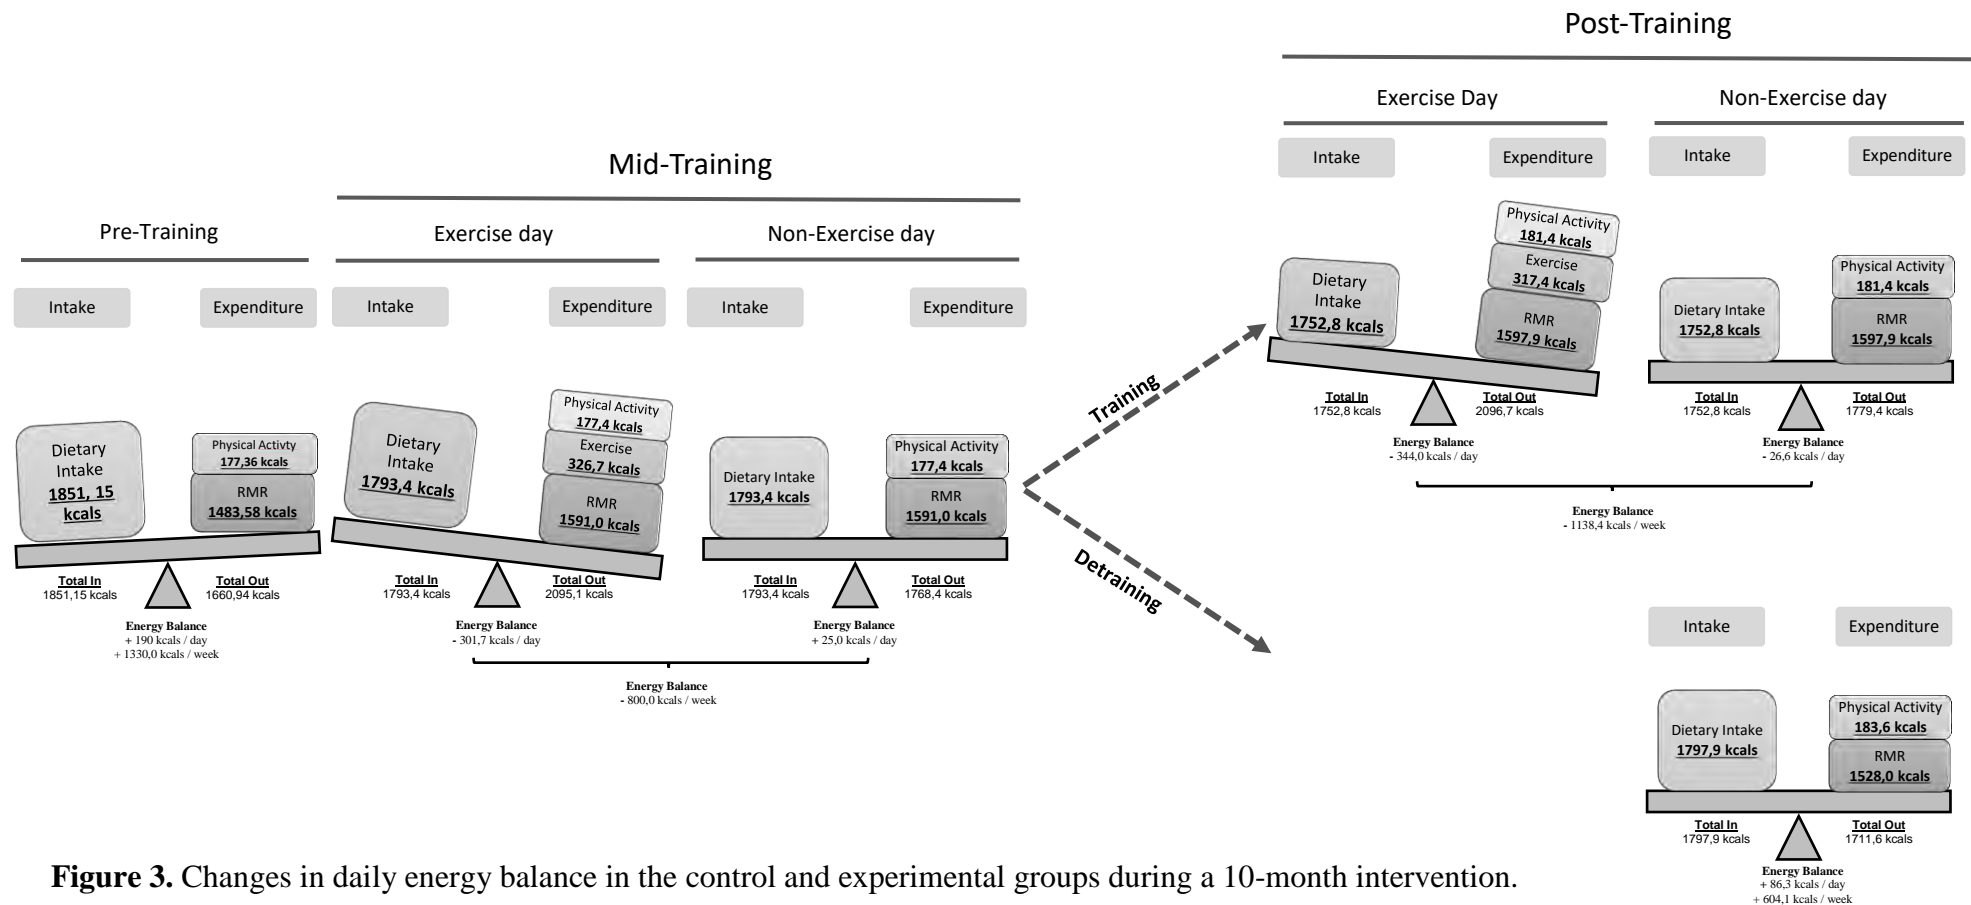 Post-Training
Exercise Day
Non-Exercise day
Intake
Expenditure
Intake
Expenditure
Mid-Training
Pre-Training
Exercise day
Non-Exercise day
Intake
Expenditure
Intake
Expenditure
Intake
Expenditure
Dietary
Intake
1851, 15
kcals
Physical Activty
177,36 kcals
RMR
1483,58 kcals
Total In
1851,15 kcals
Total Out
1660,94 kcals
Energy Balance
+ 190 kcals / day
+ 1330,0 kcals / week
Dietary
Intake
1793,4 kcals
Physical Activity
177,4 kcals
Exercise
326,7 kcals
RMR
1591,0 kcals
Total In
1793,4 kcals
Total Out
2095,1 kcals
Energy Balance
- 301,7 kcals / day
Dietary Intake
1793,4 kcals
Physical Activity
177,4 kcals
RMR
1591,0 kcals
Total In
1793,4 kcals
Total Out
1768,4 kcals
Energy Balance
+ 25,0 kcals / day
Energy Balance
- 800,0 kcals / week
Training
Detraining
Dietary
Intake
1752,8 kcals
Physical Activity
181,4 kcals
Exercise
317,4 kcals
RMR
1597,9 kcals
Total In
1752,8 kcals
Total Out
2096,7 kcals
Energy Balance
- 344,0 kcals / day
Dietary Intake
1752,8 kcals
Physical Activity
181,4 kcals
RMR
1597,9 kcals
Total In
1752,8 kcals
Total Out
1779,4 kcals
Energy Balance
- 26,6 kcals / day
Energy Balance
- 1138,4 kcals / week
Intake
Expenditure
Dietary Intake
1797,9 kcals
Physical Activity
183,6 kcals
RMR
1528,0 kcals
Total In
1797,9 kcals
Total Out
1711,6 kcals
Energy Balance
+ 86,3 kcals / day
+ 604,1 kcals / week
Figure 3. Changes in daily energy balance in the control and experimental groups during a 10-month intervention.